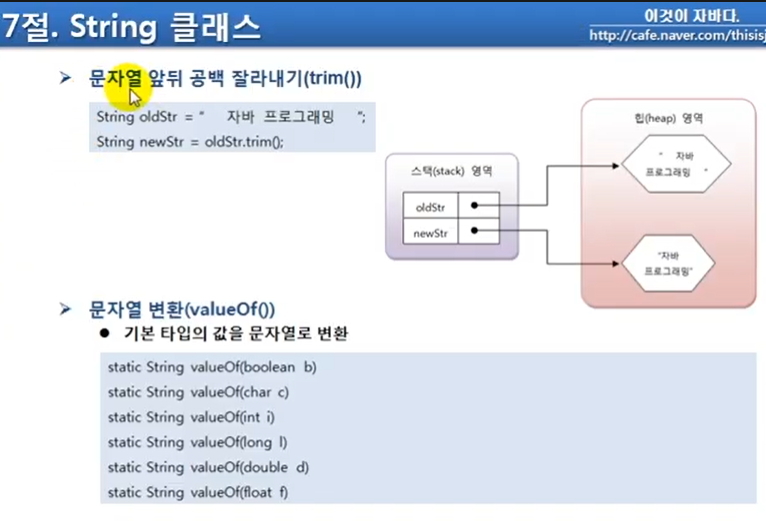 7절. String 클래스
이것이 자바다.
http://cafe.naver.com/thisisj
➢ 문자열 앞뒤 공백 잘라내기(trim())
String oldStr = "   자바 프로그래밍   ";
String newStr = oldStr.trim();
스택(stack) 영역
oldStr
newStr
힙(heap) 영역
"   자바
프로그래밍   "
"자바
프로그래밍"
➢ 문자열 변환(valueOf())
● 기본 타입의 값을 문자열로 변환
static String valueOf(boolean b)
static String valueOf(char c)
static String valueOf(int i)
static String valueOf(long l)
static String valueOf(double d)
static String valueOf(float f)